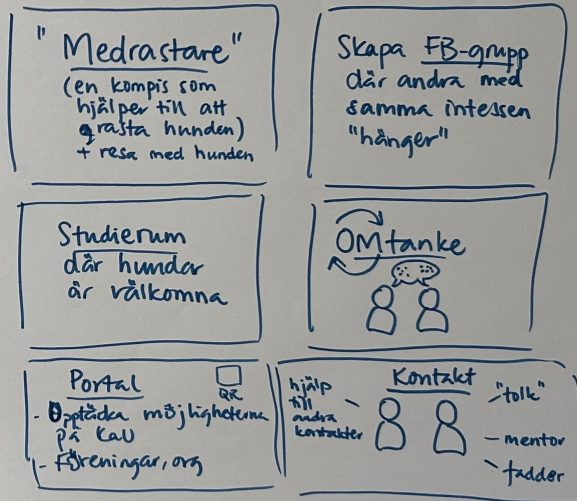 "Medrastare"
(en kompis som
hjälper till att
rasta hunden)
+ resa med hunden
Skapa FB-grupp
där andra med
samma intessen
"hänger"
Studierum
där hundar
är välkomna
OMtanke
Portal
QR
- Upptäcka möjligheterna
på KaU
- Föreningar, org
Kontakt
hjälp
till
andra
kontakter
"tolk"
mentor
fadder